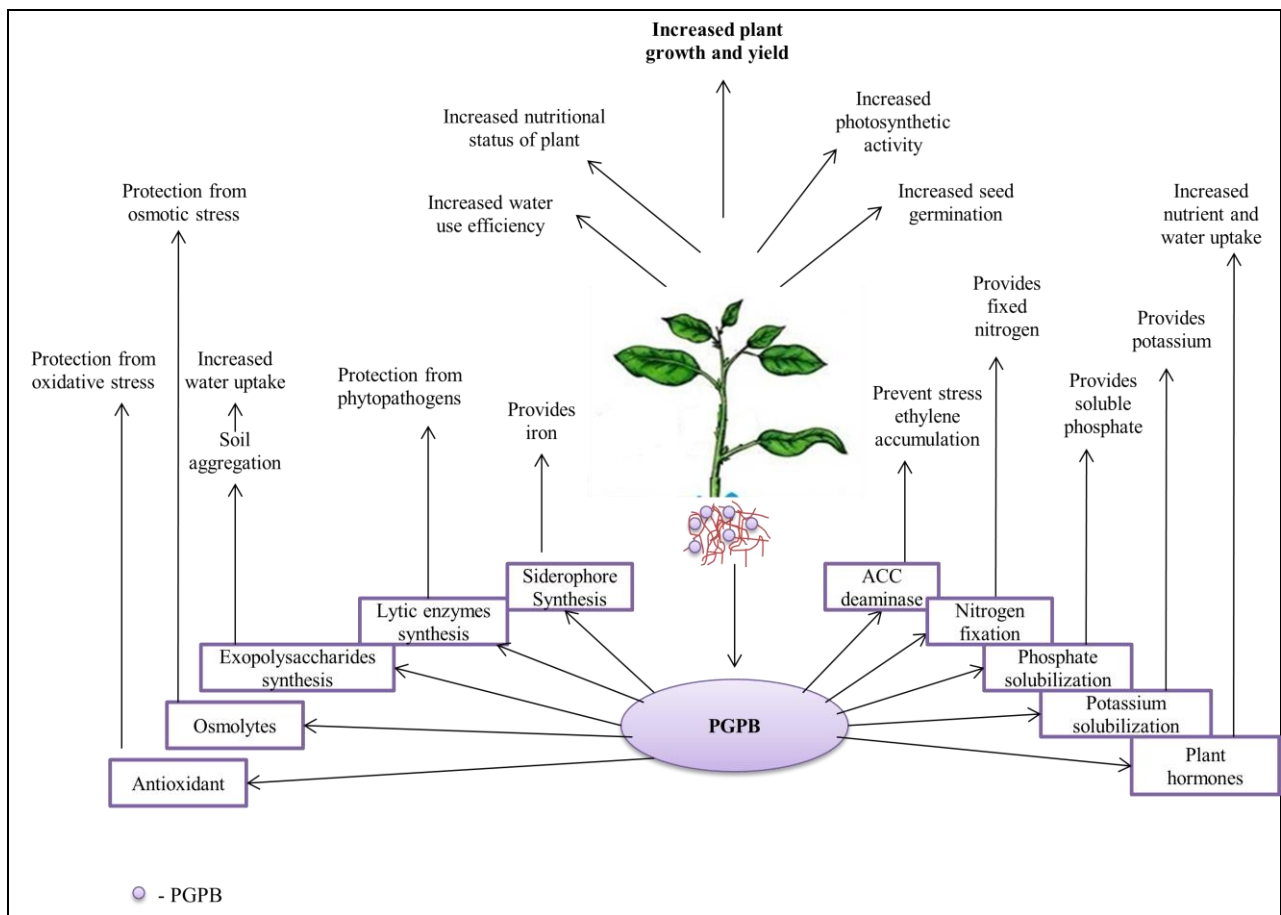 Increased plant
growth and yield
Increased nutritional
status of plant
Increased
photosynthetic
activity
Protection from
osmotic stress
Increased water
use efficiency
Increased seed
germination
Increased
nutrient and
water uptake
Provides
fixed
nitrogen
Provides
potassium
Protection from
oxidative stress
Increased
water uptake
Protection from
phytopathogens
Prevent stress
ethylene
accumulation
Provides
soluble
phosphate
Provides
iron
Soil
aggregation
Siderophore
Synthesis
ACC
deaminase
Lytic enzymes
synthesis
Nitrogen
fixation
Exopolysaccharides
synthesis
Phosphate
solubilization
Osmolytes
PGPB
Potassium
solubilization
Antioxidant
Plant
hormones
- PGPB